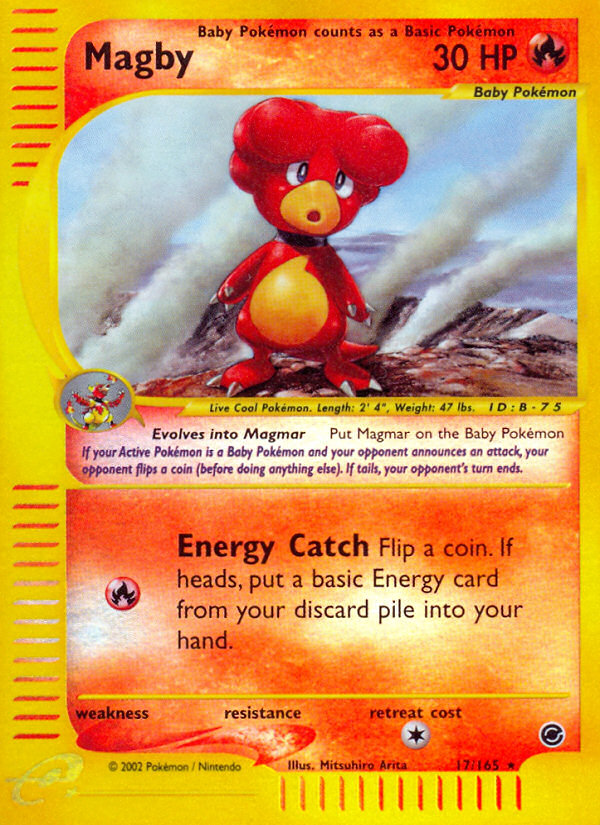 Baby Pokémon counts as a Basic Pokémon
Magby 30 HP
Baby Pokémon
Live Coal Pokémon. Length: 2' 4", Weight: 47 lbs. ID:B-75
Evolves into Magmar Put Magmar on the Baby Pokémon
If your Active Pokémon is a Baby Pokémon and your opponent announces an attack, your
opponent flips a coin (before doing anything else). If tails, your opponent's turn ends.
Energy Catch Flip a coin. If
heads, put a basic Energy card
from your discard pile into your
hand.
weakness resistance retreat cost
© 2002 Pokémon / Nintendo Illus. Mitsuhiro Arita 17/165 ★